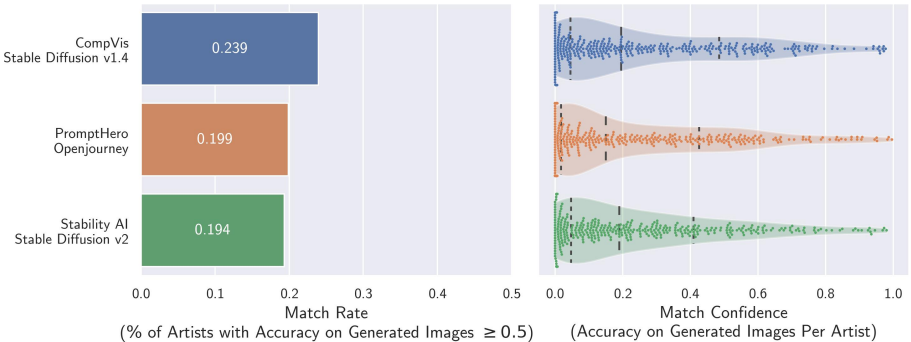 CompVis
Stable Diffusion v1.4
0.239
PromptHero
Openjourney
0.199
Stability AI
Stable Diffusion v2
0.194
0.0 0.1 0.2 0.3 0.4 0.5
Match Rate
(% of Artists with Accuracy on Generated Images ≥0.5)
0.0 0.2 0.4 0.6 0.8 1.0
Match Confidence
(Accuracy on Generated Images Per Artist)